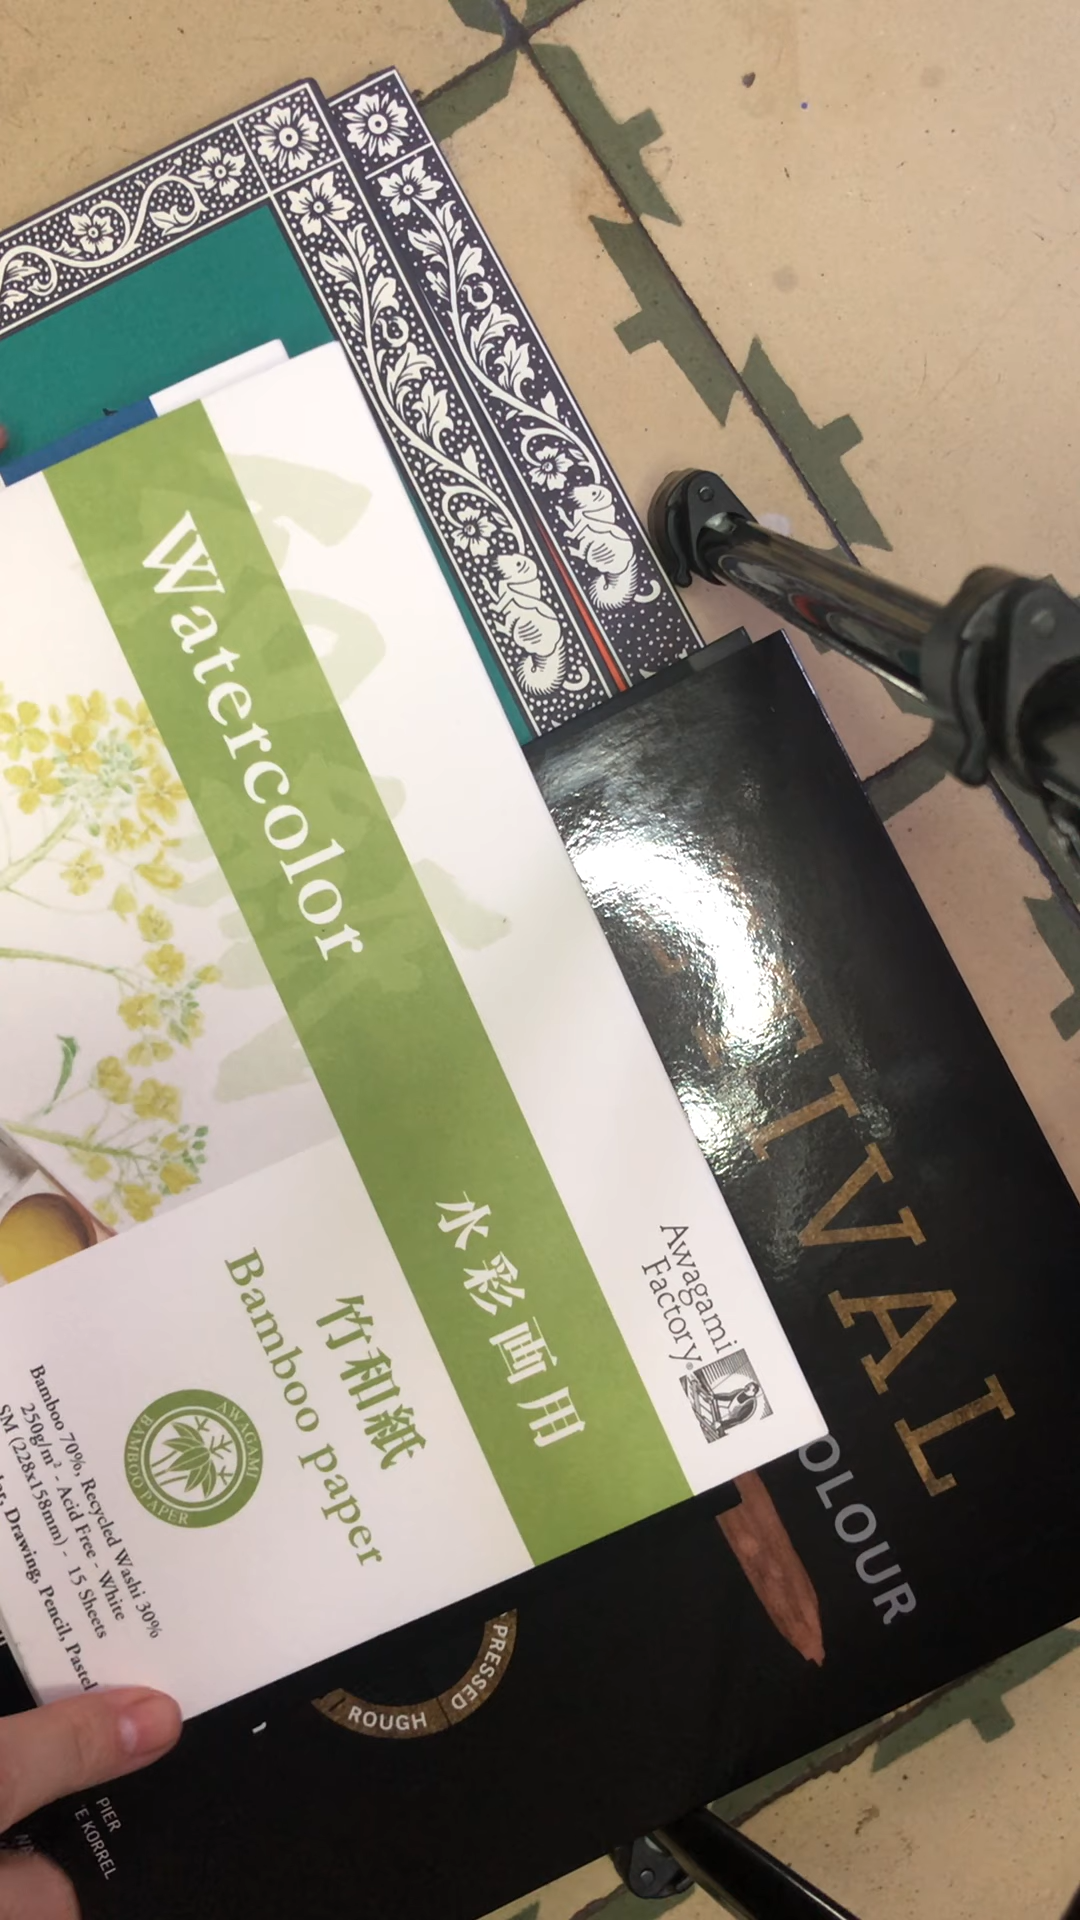 Watercolor
水彩画用
Awagami
Factory
竹和紙
Bamboo paper
AWAGAMI
BAMBOO PAPER
Bamboo 70%, Recycled Washi 30%
250g/m² - Acid Free - White
SM (228x158mm) - 15 Sheets
Drawing, Pencil, Pastel
TIVAL
OLOUR
PRESSED
ROUGH
PIER
KORREL